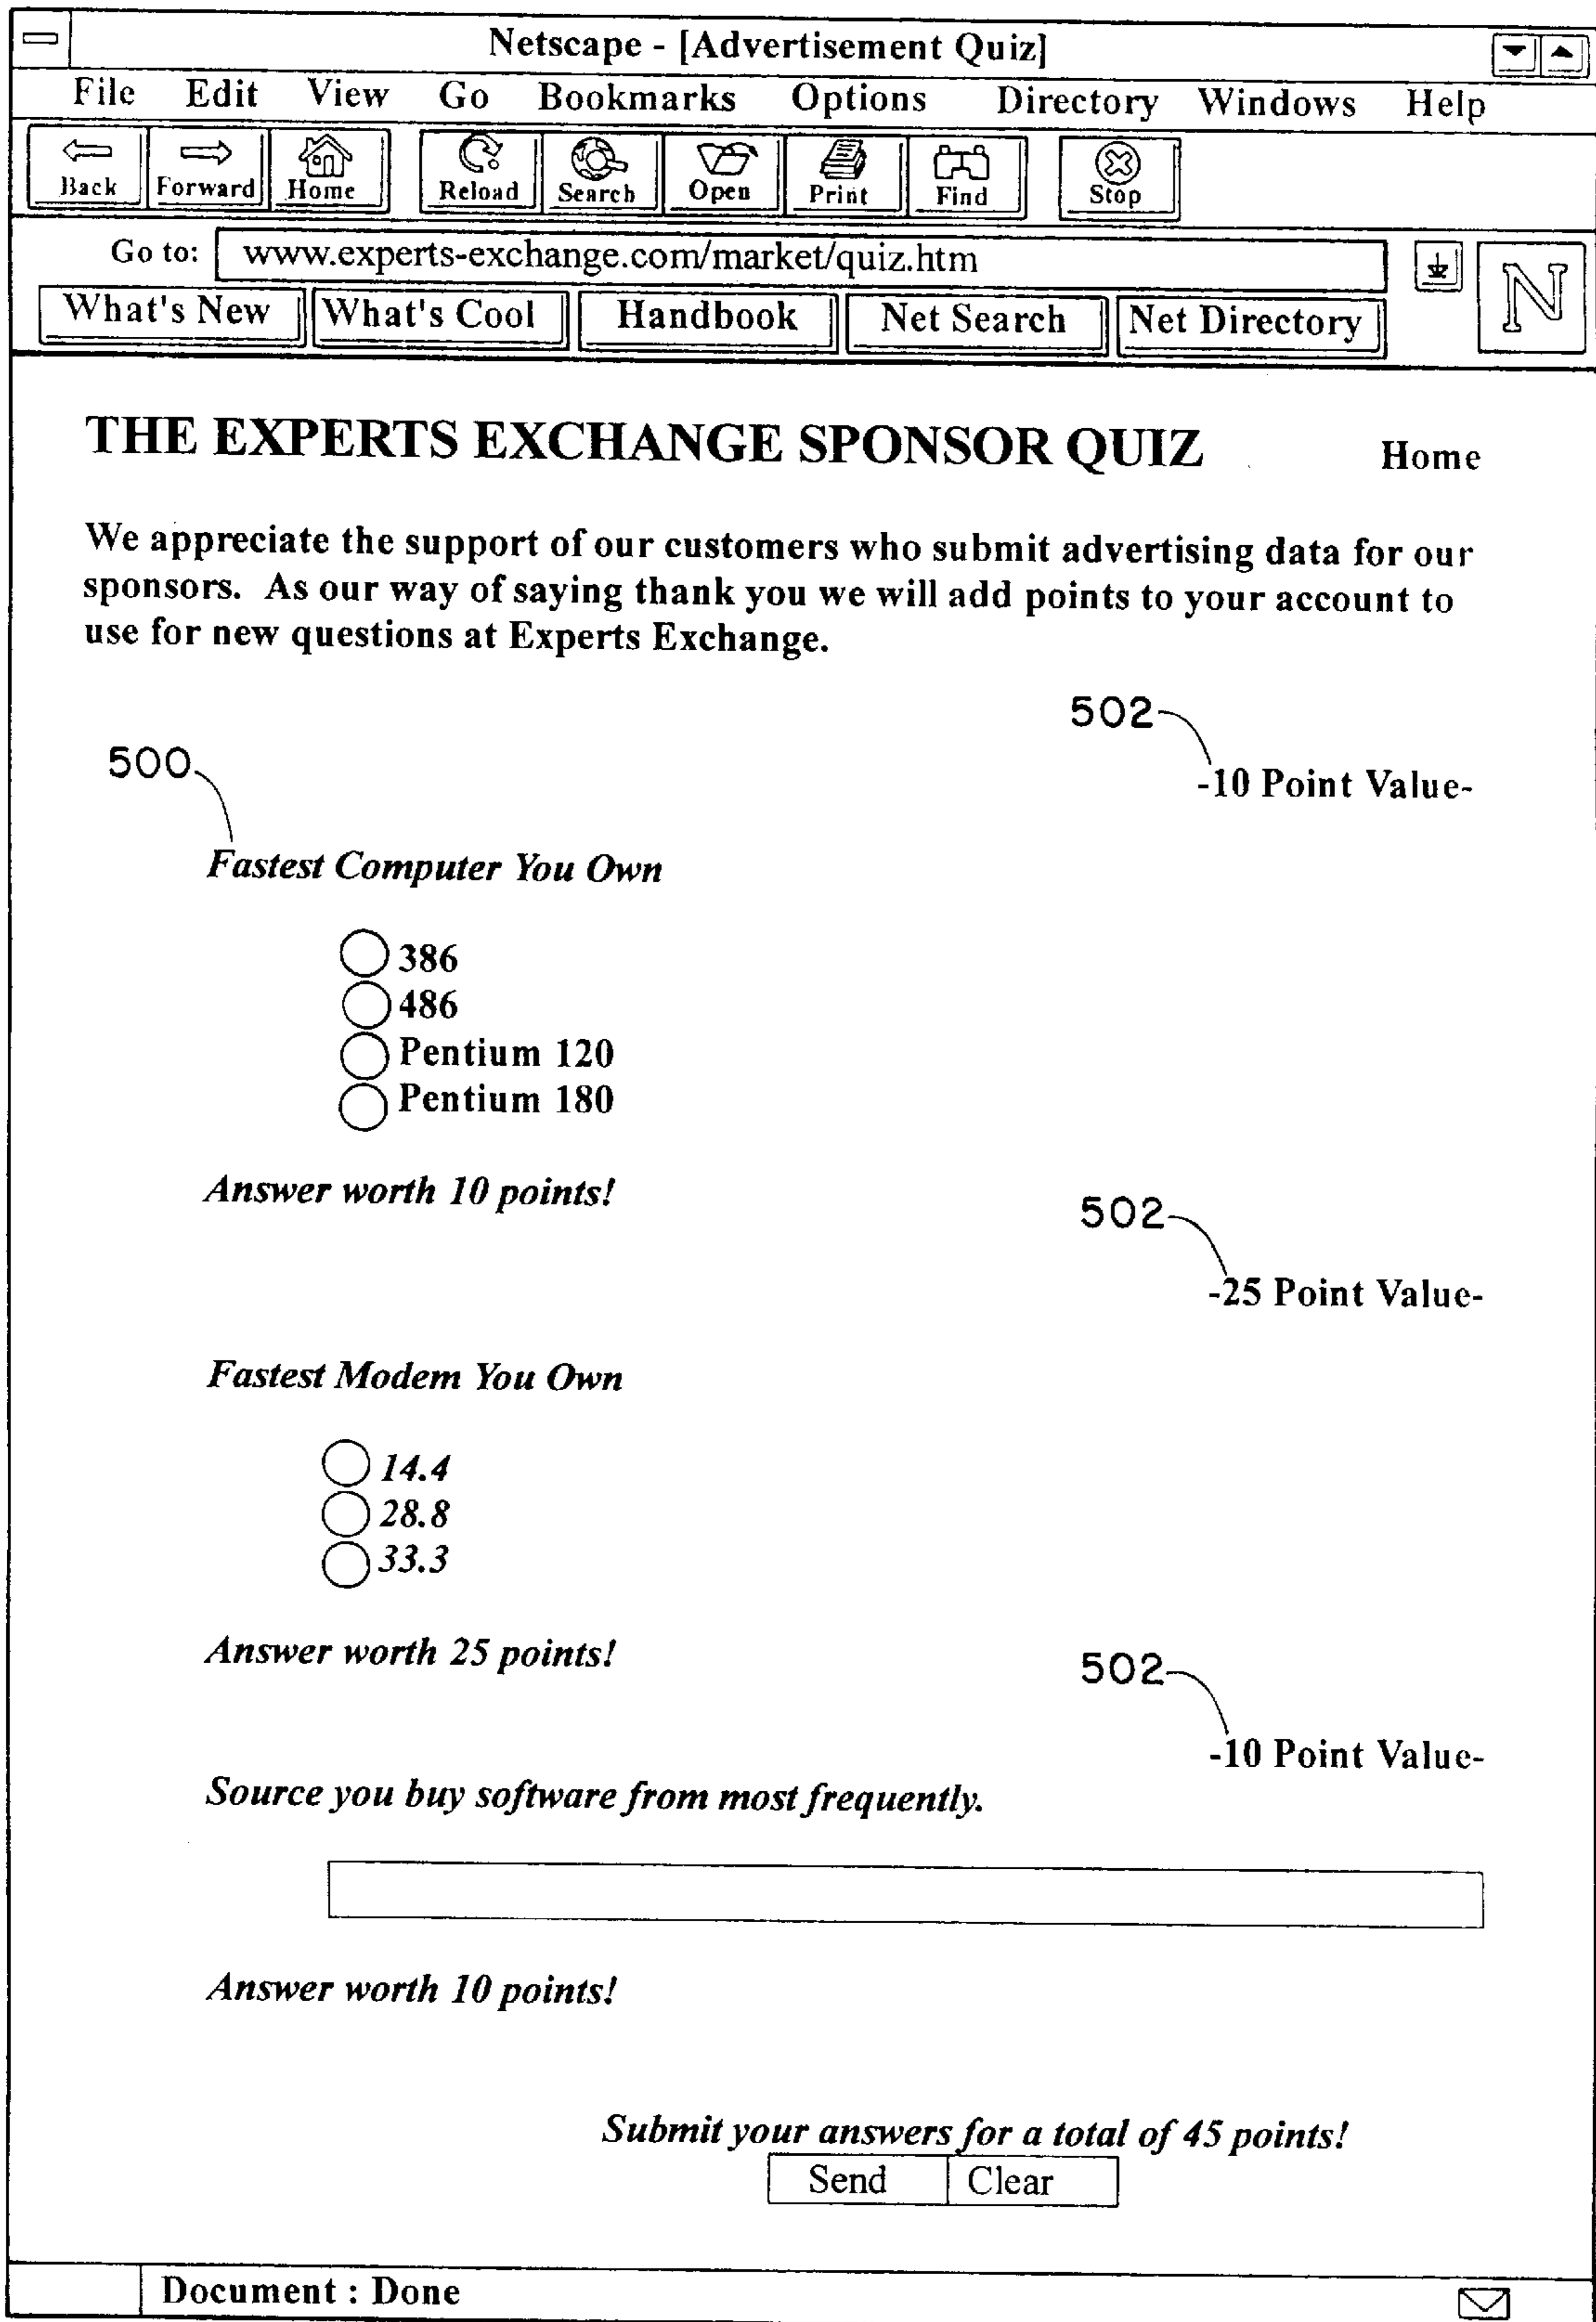 Netscape - [Advertisement Quiz]
File Edit View Go Bookmarks Options Directory Windows Help
Back Forward Home Reload Search Open Print Find Stop
Go to: www.experts-exchange.com/market/quiz.htm
N
What's New What's Cool Handbook Net Search Net Directory
THE EXPERTS EXCHANGE SPONSOR QUIZ Home
We appreciate the support of our customers who submit advertising data for our
sponsors. As our way of saying thank you we will add points to your account to
use for new questions at Experts Exchange.
502
500
-10 Point Value-
Fastest Computer You Own
386
486
Pentium 120
Pentium 180
Answer worth 10 points!
502
-25 Point Value-
Fastest Modem You Own
14.4
28.8
33.3
Answer worth 25 points!
502
-10 Point Value-
Source you buy software from most frequently.
Answer worth 10 points!
Submit your answers for a total of 45 points!
Send Clear
Document : Done